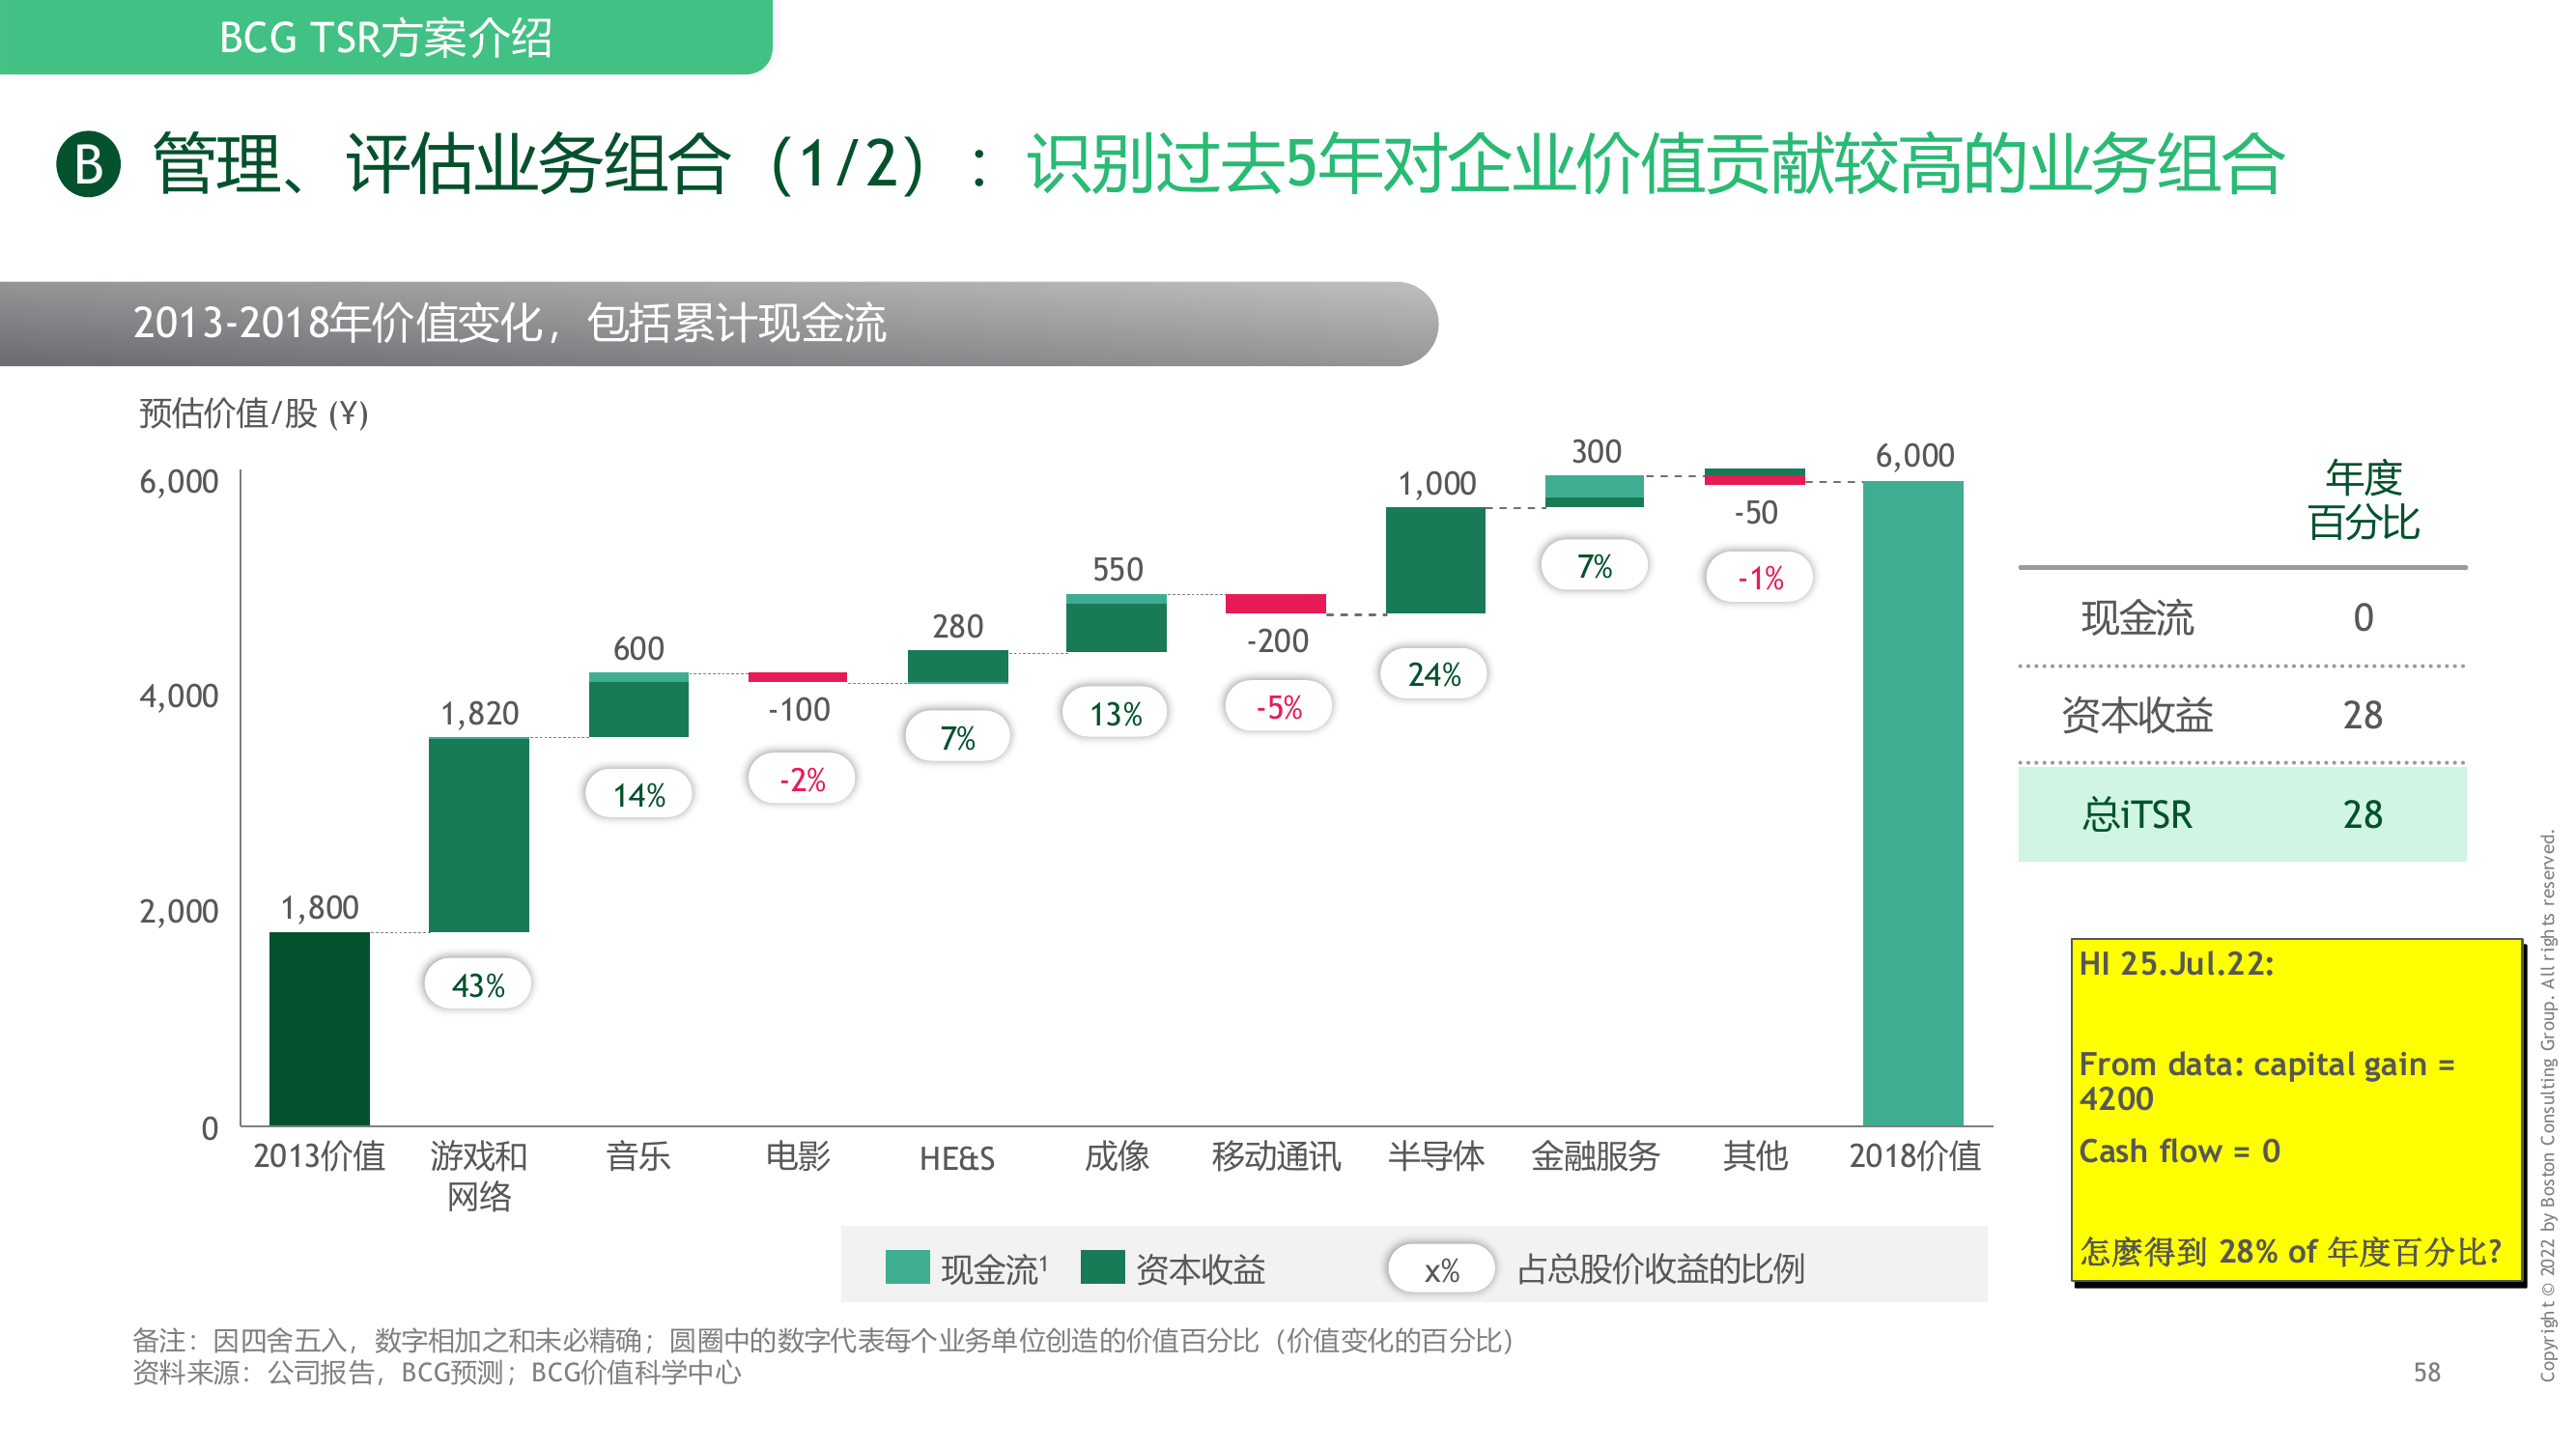 BCG TSR方案介绍
B 管理、评估业务组合（1/2）：识别过去5年对企业价值贡献较高的业务组合
2013-2018年价值变化，包括累计现金流
预估价值/股 (¥)
6,000
4,000
2,000
0
1,800
1,820
600
-100
280
550
-200
1,000
300
-50
6,000
43%
14%
-2%
7%
13%
-5%
24%
7%
-1%
2013价值
游戏和
网络
音乐
电影
HE&S
成像
移动通讯
半导体
金融服务
其他
2018价值
现金流¹ 资本收益 x% 占总股价收益的比例
年度
百分比
现金流 0
资本收益 28
总iTSR 28
HI 25.Jul.22:
From data: capital gain =
4200
Cash flow = 0
怎麼得到 28% of 年度百分比?
备注：因四舍五入，数字相加之和未必精确；圆圈中的数字代表每个业务单位创造的价值百分比（价值变化的百分比）
资料来源：公司报告，BCG预测；BCG价值科学中心
58
Copyright © 2022 by Boston Consulting Group. All rights reserved.